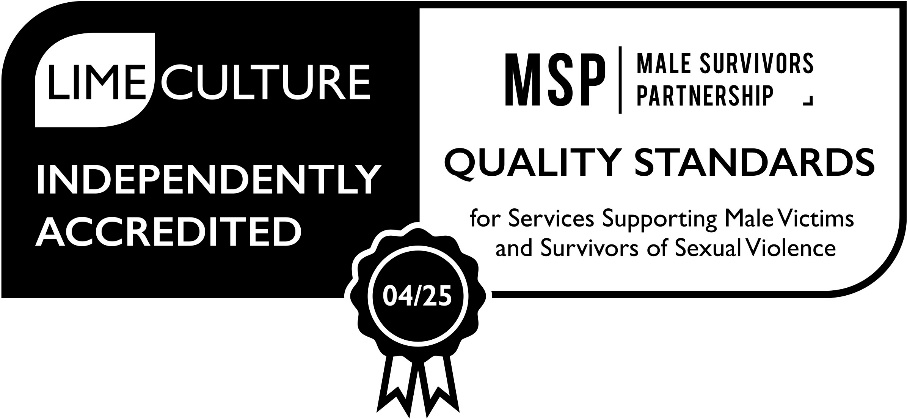 LIME CULTURE
INDEPENDENTLY
ACCREDITED
MSP
MALE SURVIVORS
PARTNERSHIP
QUALITY STANDARDS
for Services Supporting Male Victims
and Survivors of Sexual Violence
04/25